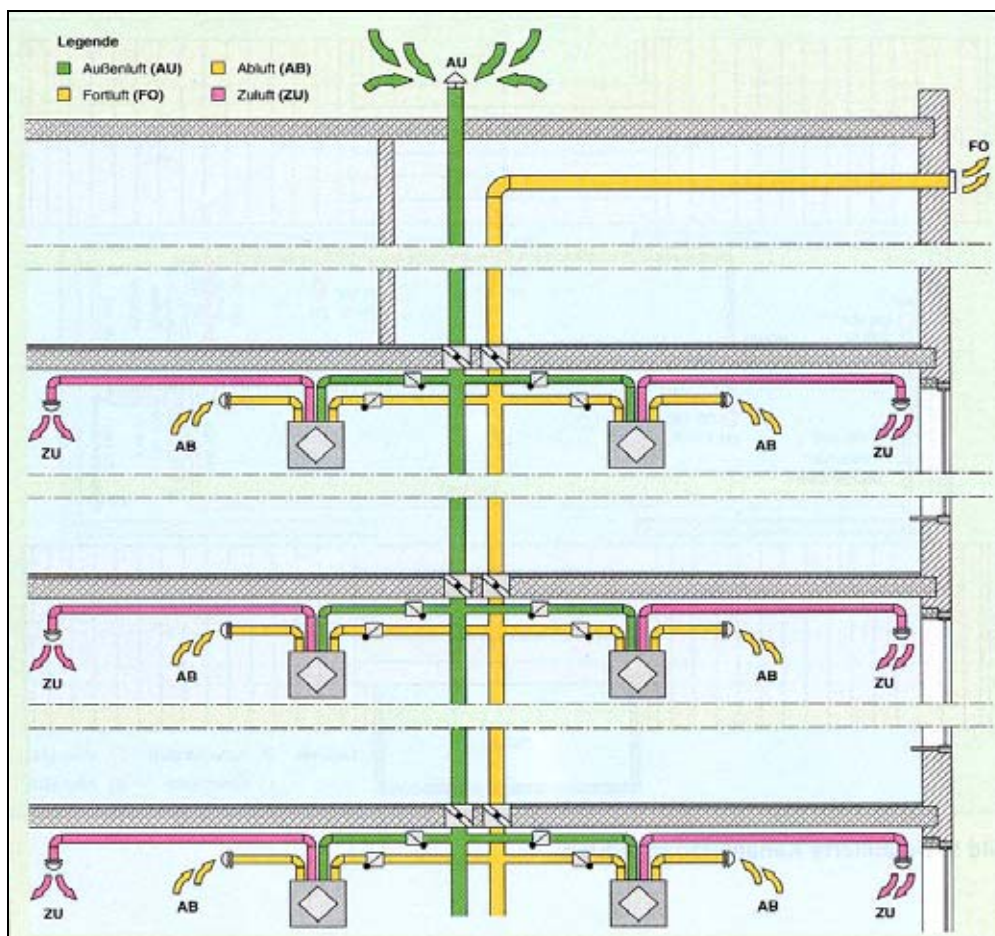 Legende
Außenluft (AU) Abluft (AB)
Fortluft (FO) Zuluft (ZU)
AU
FO
ZU AB AB ZU
ZU AB AB ZU
ZU AB AB ZU